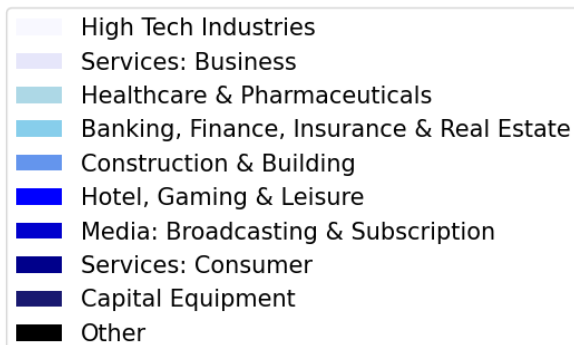 High Tech Industries
Services: Business
Healthcare & Pharmaceuticals
Banking, Finance, Insurance & Real Estate
Construction & Building
Hotel, Gaming & Leisure
Media: Broadcasting & Subscription
Services: Consumer
Capital Equipment
Other